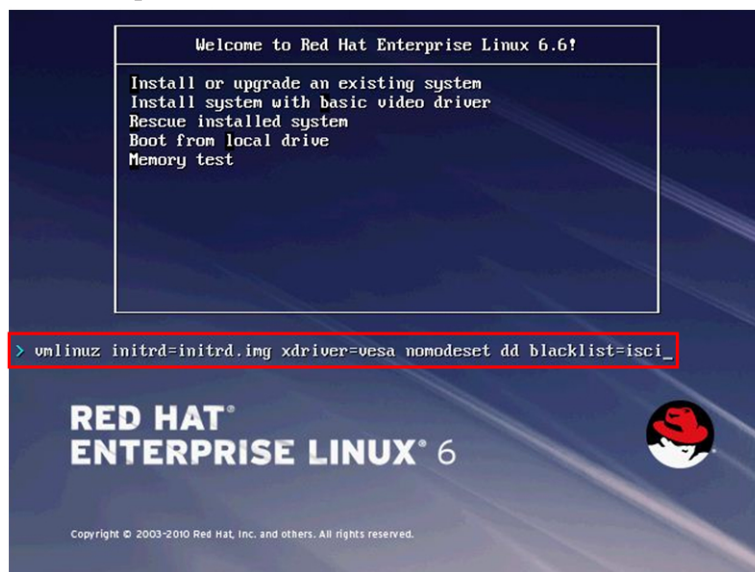 Welcome to Red Hat Enterprise Linux 6.6!
Install or upgrade an existing system
Install system with basic video driver
Rescue installed system
Boot from local drive
Memory test
> vmlinuz initrd=initrd.img xdriver=vesa nomodeset dd blacklist=isci_
RED HAT®
ENTERPRISE LINUX® 6
Copyright © 2003-2010 Red Hat, Inc. and others. All rights reserved.